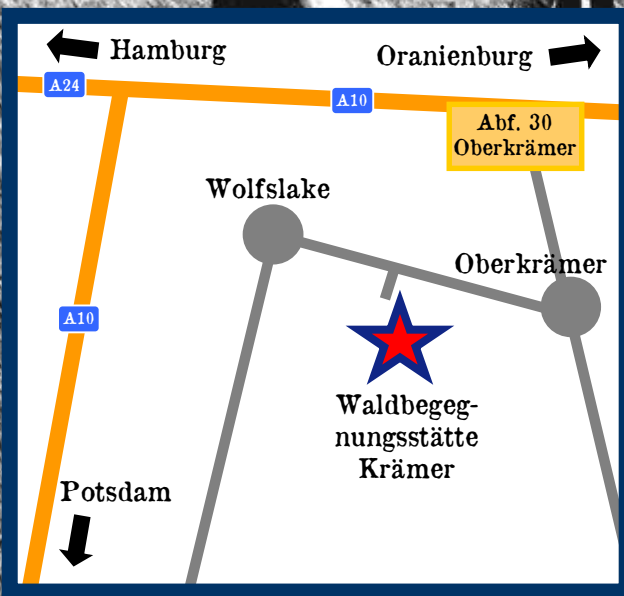 Hamburg
Oranienburg
A24
A10
Abf. 30
Oberkrämer
Wolfslake
Oberkrämer
A10
Waldbegeg-
nungsstätte
Krämer
Potsdam